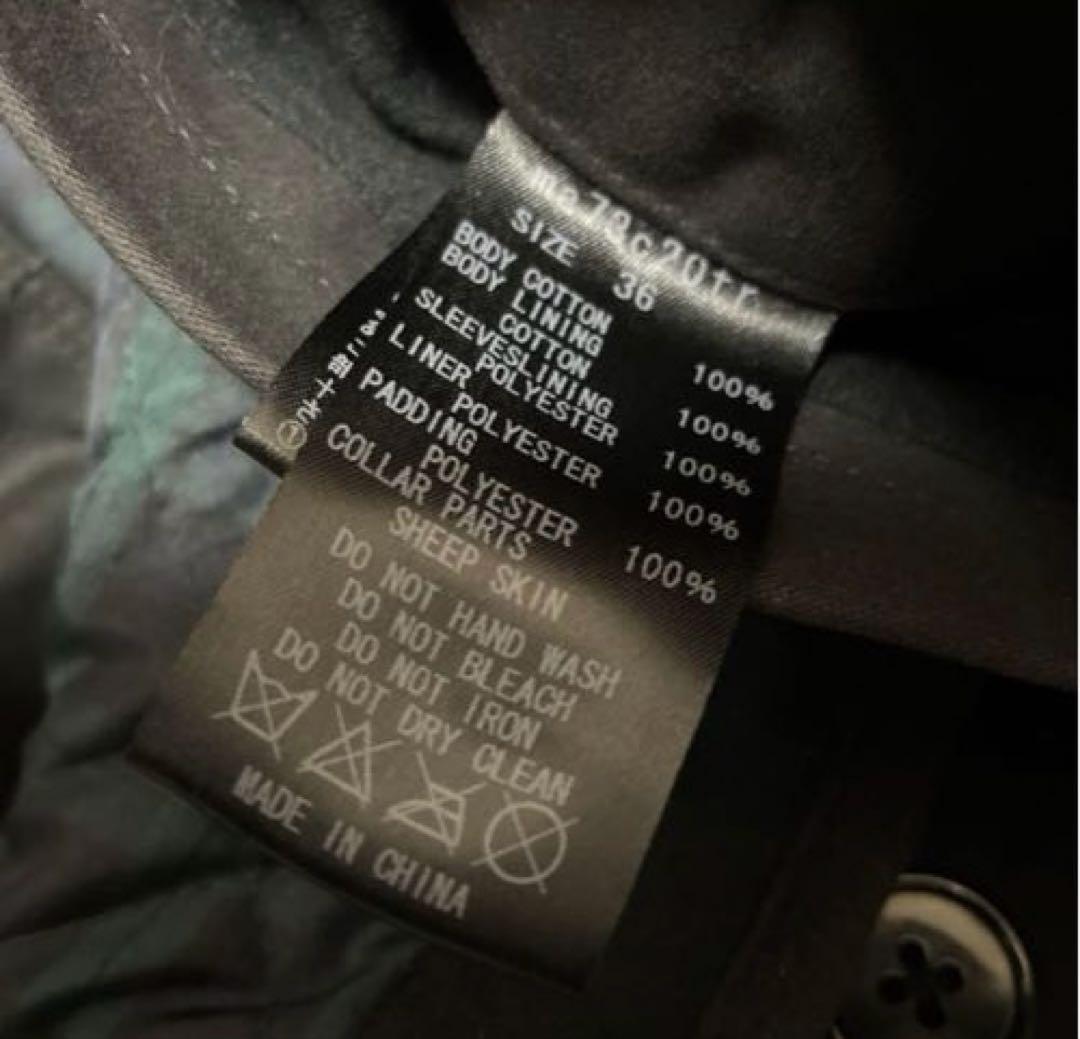 SIZE 36
BODY COTTON 100%
BODY LINING
COTTON 100%
SLEEVESLINING
POLYESTER 100%
LINER
POLYESTER 100%
PADDING
POLYESTER 100%
COLLAR PARTS
SHEEP SKIN
DO NOT HAND WASH
DO NOT BLEACH
DO NOT IRON
DO NOT DRY CLEAN
MADE IN CHINA
①